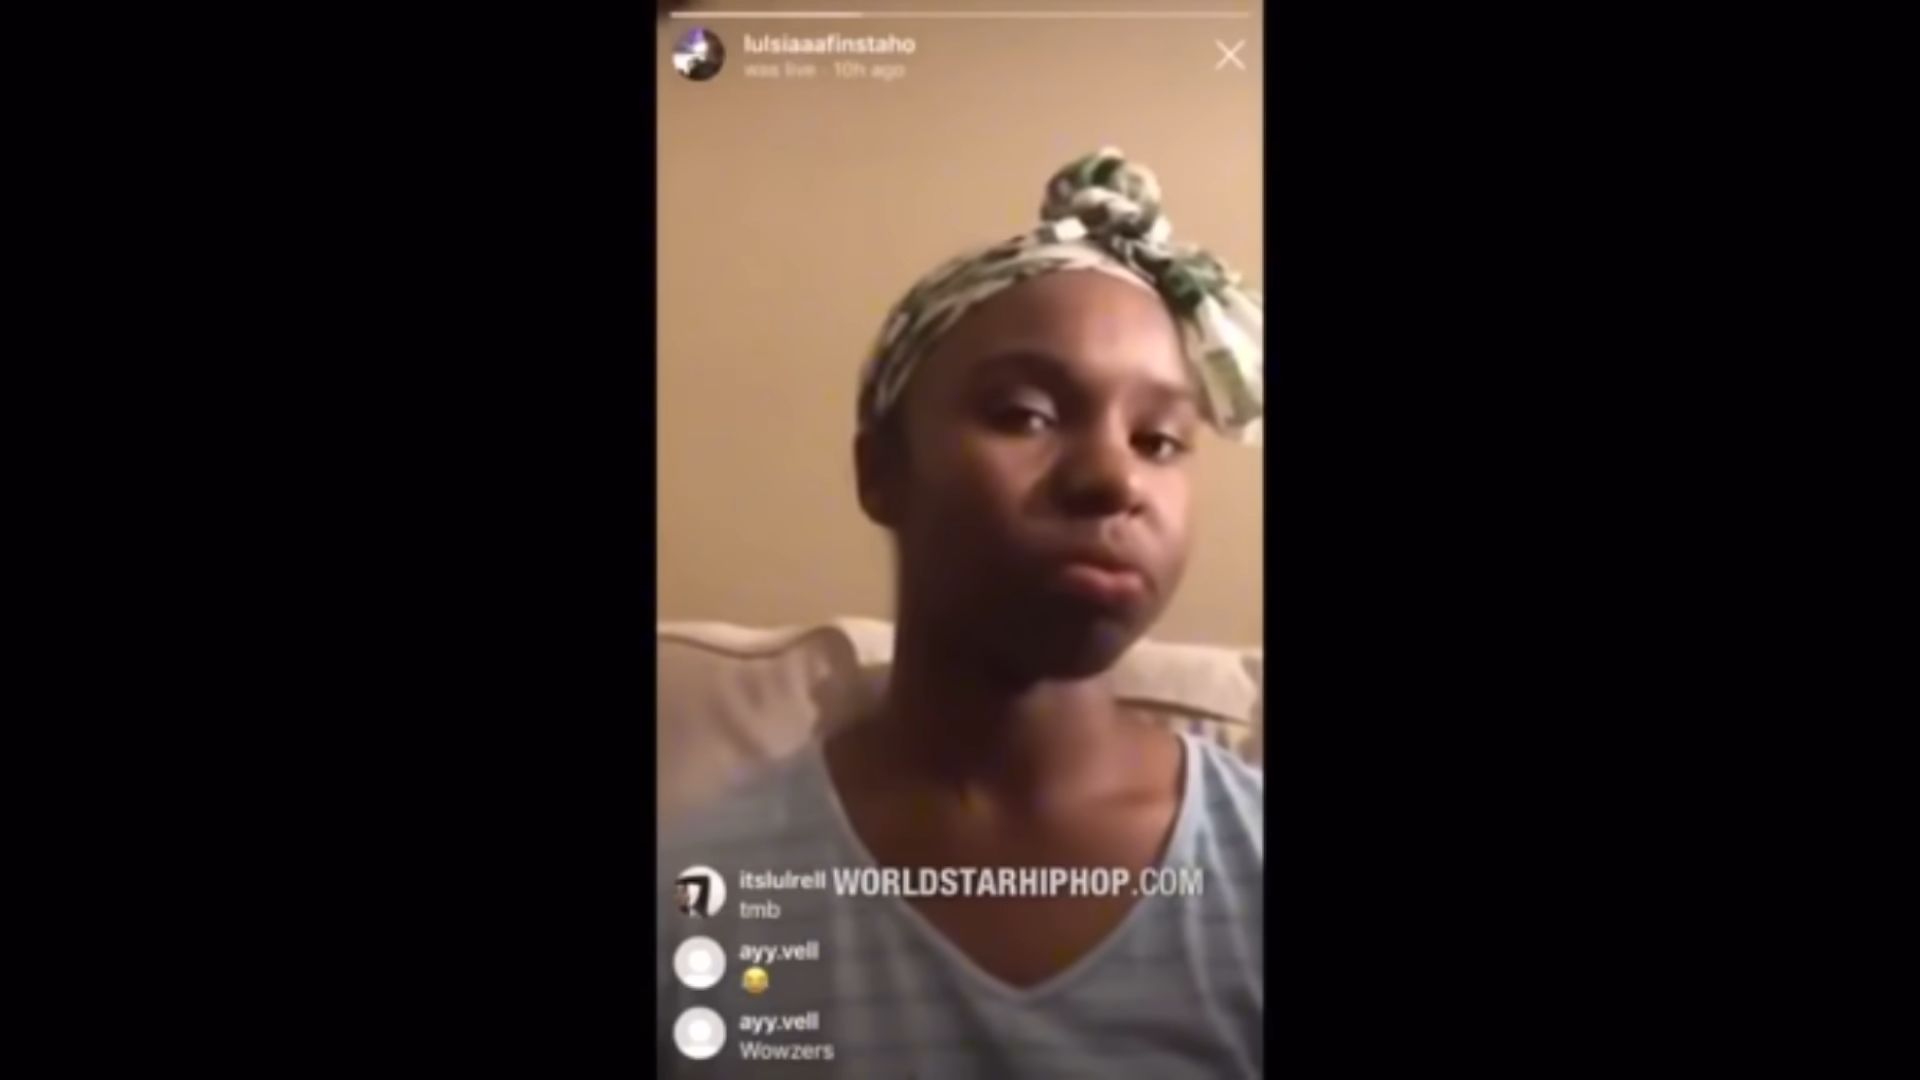 lulsiaaafinstaho
was live · 10h ago
itslulrell
WORLDSTARHIPHOP.COM
tmb
ayy.vell
😂
ayy.vell
Wowzers